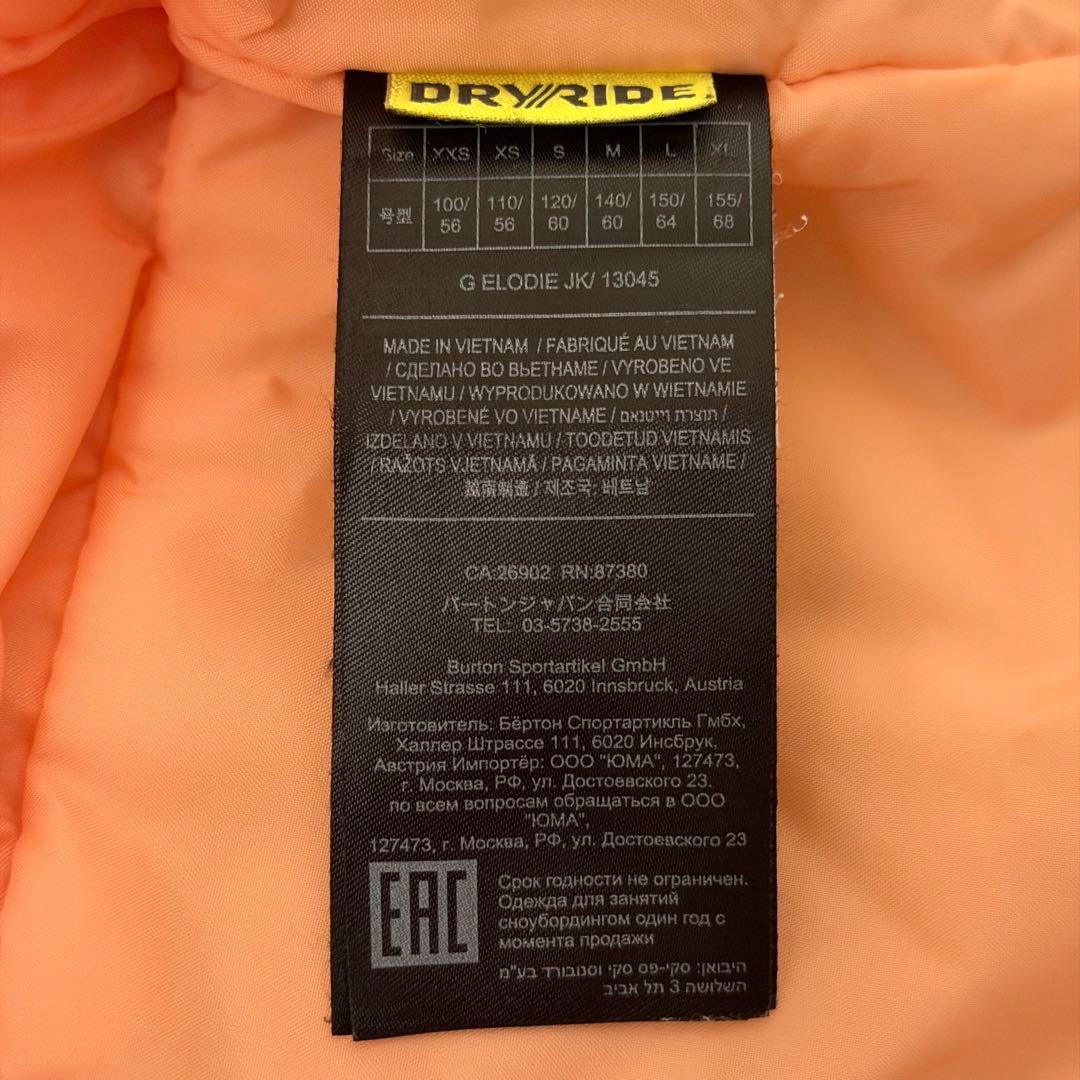 DRYRIDE
Size XXS XS S M L XL
号型 100/56 110/56 120/60 140/60 150/64 155/68
G ELODIE JK/ 13045
MADE IN VIETNAM / FABRIQUÉ AU VIETNAM
/ СДЕЛАНО ВО ВЬЕТНАМЕ / VYROBENO VE
VIETNAMU / WYPRODUKOWANO W WIETNAMIE
/ VYROBENÉ VO VIETNAME / תוצרת וייטנאם /
IZDELANO V VIETNAMU / TOODETUD VIETNAMIS
/ RAŽOTS VJETNAMĀ / PAGAMINTA VIETNAME /
越南制造 / 제조국: 베트남
CA:26902 RN:87380
バートンジャパン合同会社
TEL: 03-5738-2555
Burton Sportartikel GmbH
Haller Strasse 111, 6020 Innsbruck, Austria
Изготовитель: Бёртон Спортартикль Гмбх,
Халлер Штрассе 111, 6020 Инсбрук,
Австрия Импортёр: ООО "ЮМА", 127473,
г. Москва, РФ, ул. Достоевского 23.
по всем вопросам обращаться в ООО
"ЮМА",
127473, г. Москва, РФ, ул. Достоевского 23
EAC
Срок годности не ограничен.
Одежда для занятий
сноубордингом один год с
момента продажи
היבואן: סקי-פס סקי וסנובורד בע"מ
השלושה 3 תל אביב